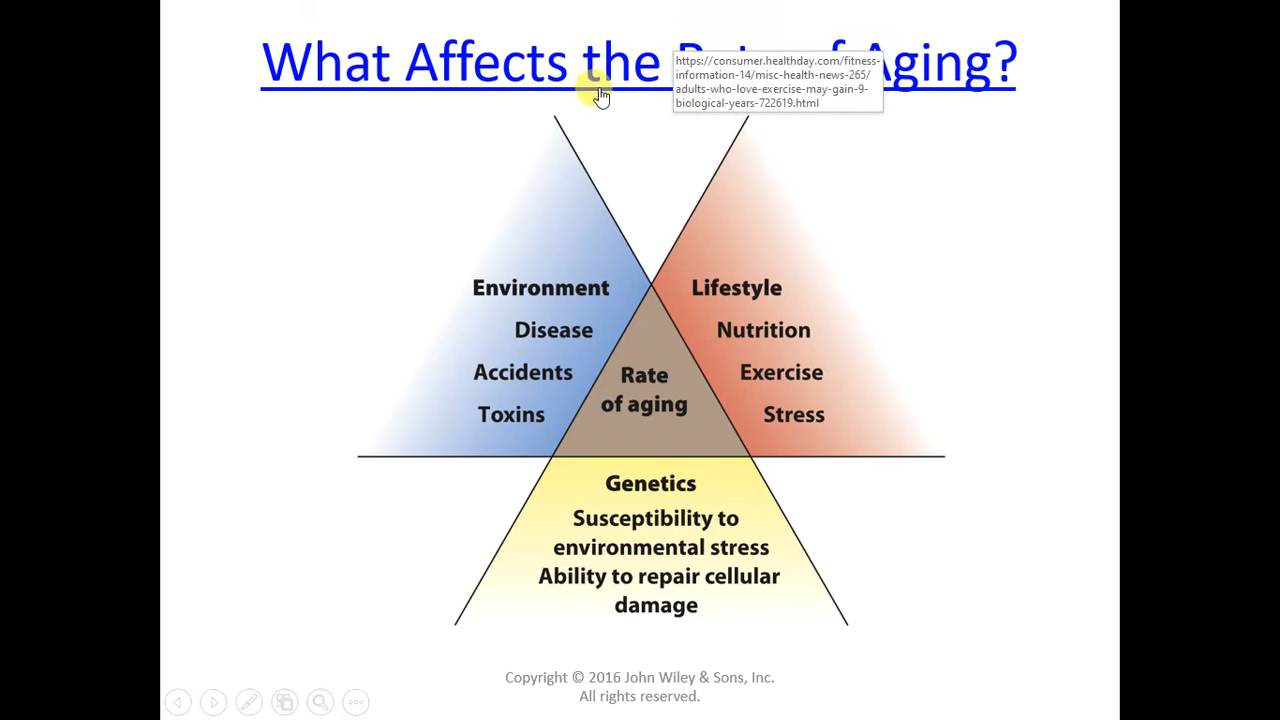 What Affects the Rate of Aging?
https://consumer.healthday.com/fitness-
information-14/misc-health-news-265/
adults-who-love-exercise-may-gain-9-
biological-years-722619.html
Environment
Disease
Accidents
Toxins
Lifestyle
Nutrition
Exercise
Stress
Rate
of aging
Genetics
Susceptibility to
environmental stress
Ability to repair cellular
damage
Copyright © 2016 John Wiley & Sons, Inc.
All rights reserved.